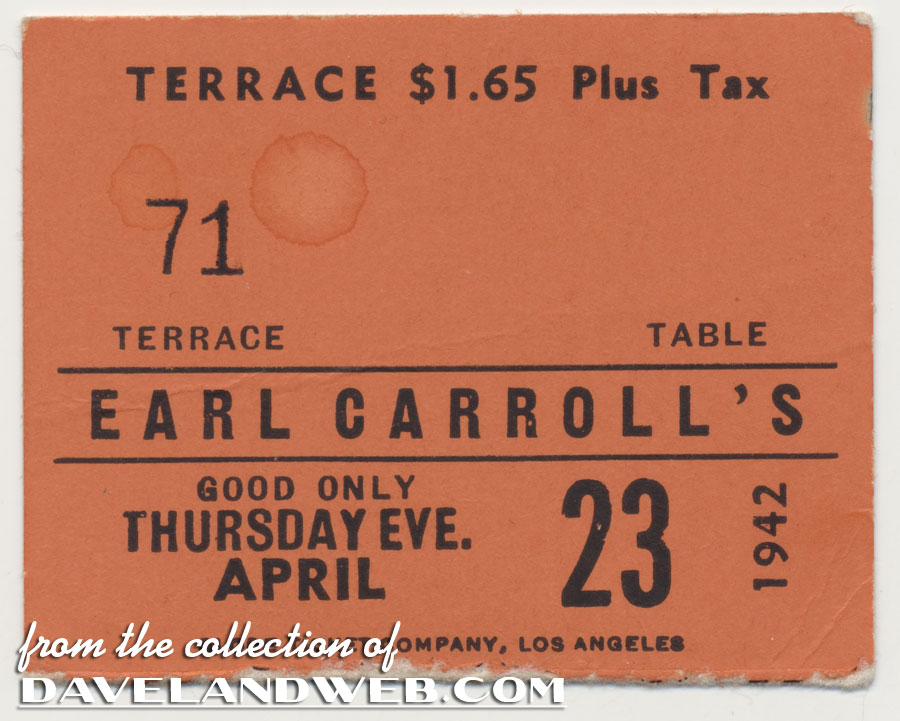 TERRACE $1.65 Plus Tax
71
TERRACE TABLE
EARL CARROLL'S
GOOD ONLY
THURSDAY EVE.
APRIL
23
1942
COMPANY, LOS ANGELES
from the collection of
DAVELANDWEB.COM